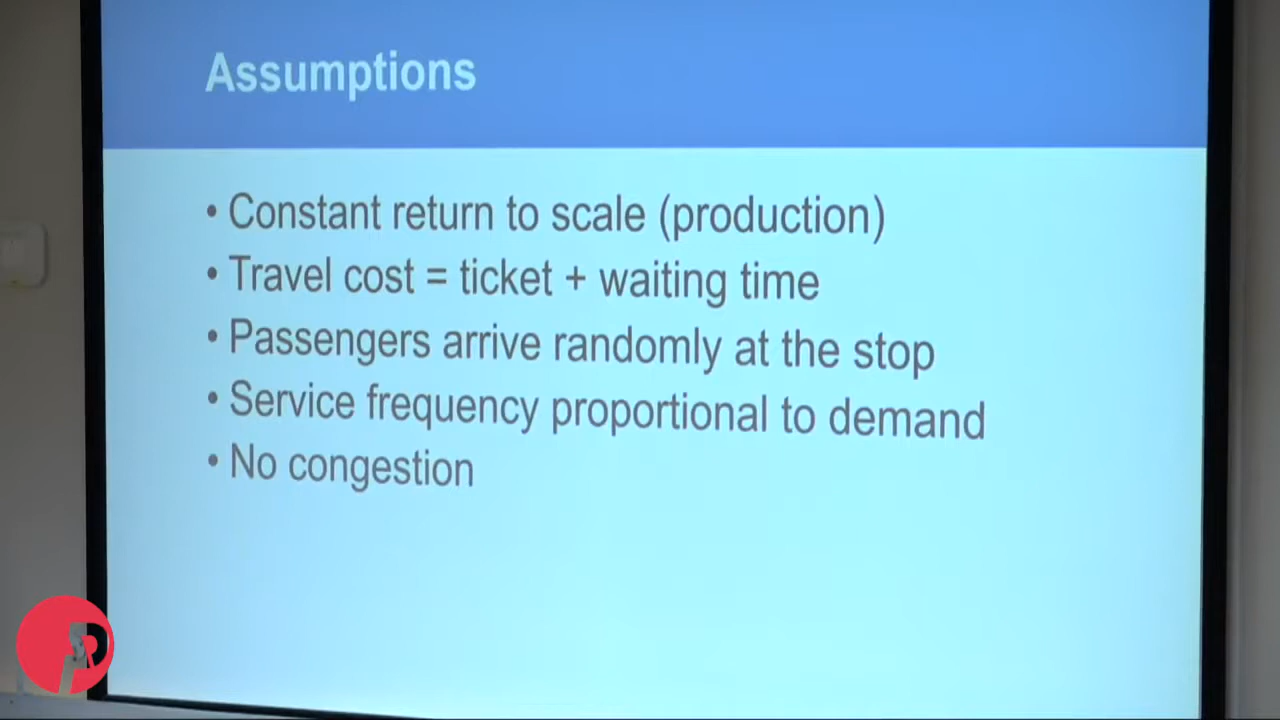 Assumptions
• Constant return to scale (production)
• Travel cost = ticket + waiting time
• Passengers arrive randomly at the stop
• Service frequency proportional to demand
• No congestion